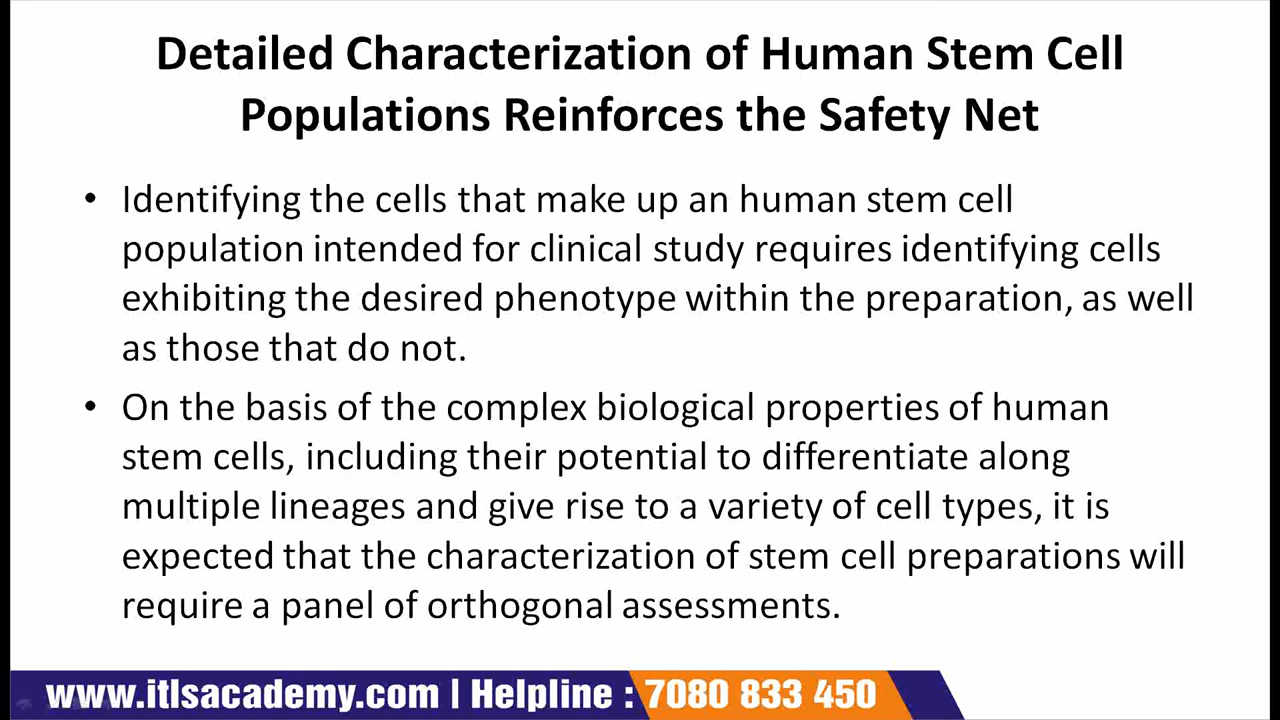 Detailed Characterization of Human Stem Cell
Populations Reinforces the Safety Net
• Identifying the cells that make up an human stem cell
population intended for clinical study requires identifying cells
exhibiting the desired phenotype within the preparation, as well
as those that do not.
• On the basis of the complex biological properties of human
stem cells, including their potential to differentiate along
multiple lineages and give rise to a variety of cell types, it is
expected that the characterization of stem cell preparations will
require a panel of orthogonal assessments.
www.itlsacademy.com | Helpline : 7080 833 450